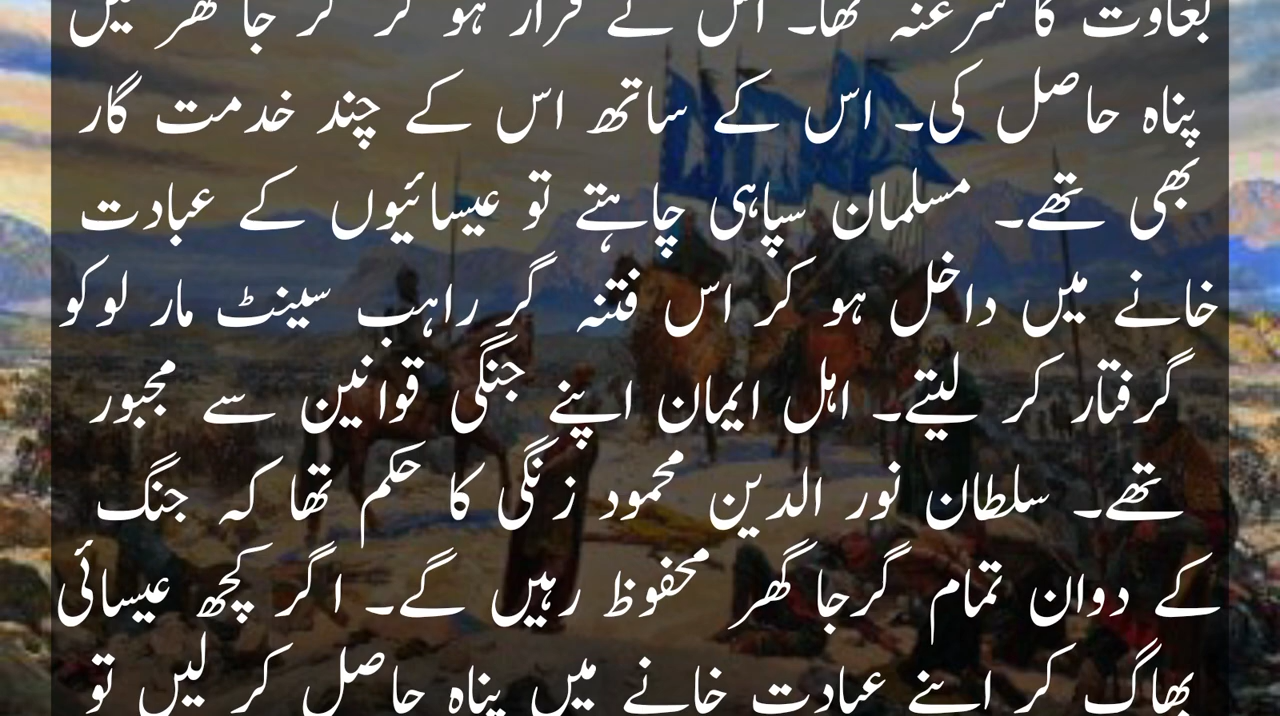 بغاوت کا سرغنہ تھا۔ اس نے فرار ہو کر گرجا گھر میں
پناہ حاصل کی۔ اس کے ساتھ اس کے چند خدمت گار
بھی تھے۔ مسلمان سپاہی چاہتے تو عیسائیوں کے عبادت
خانے میں داخل ہو کر اس فتنہ گر راہب سینٹ مار لوکو
گرفتار کر لیتے۔ اہل ایمان اپنے جنگی قوانین سے مجبور
تھے۔ سلطان نور الدین محمود زنگی کا حکم تھا کہ جنگ
کے دوان تمام گرجا گھر محفوظ رہیں گے۔ اگر کچھ عیسائی
بھاگ کر اپنے عبادت خانے میں پناہ حاصل کر لیں تو